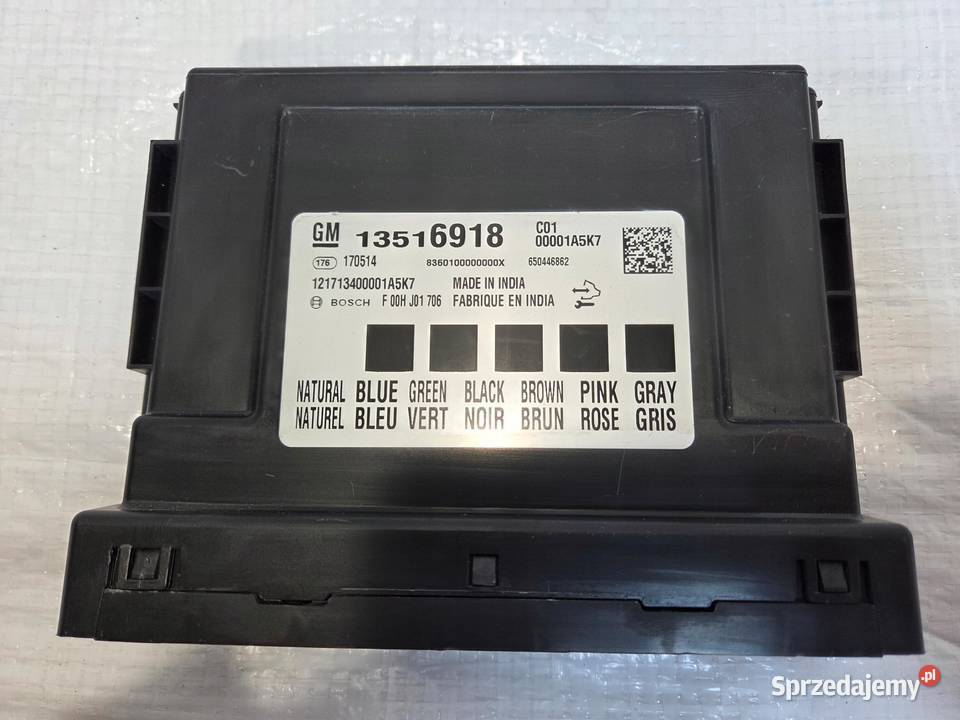 GM 13516918 C01
00001A5K7
176 170514 8360100000000X 650446862
121713400001A5K7 MADE IN INDIA
BOSCH F 00H J01 706 FABRIQUE EN INDIA
NATURAL BLUE GREEN BLACK BROWN PINK GRAY
NATUREL BLEU VERT NOIR BRUN ROSE GRIS
Sprzedajemy.pl